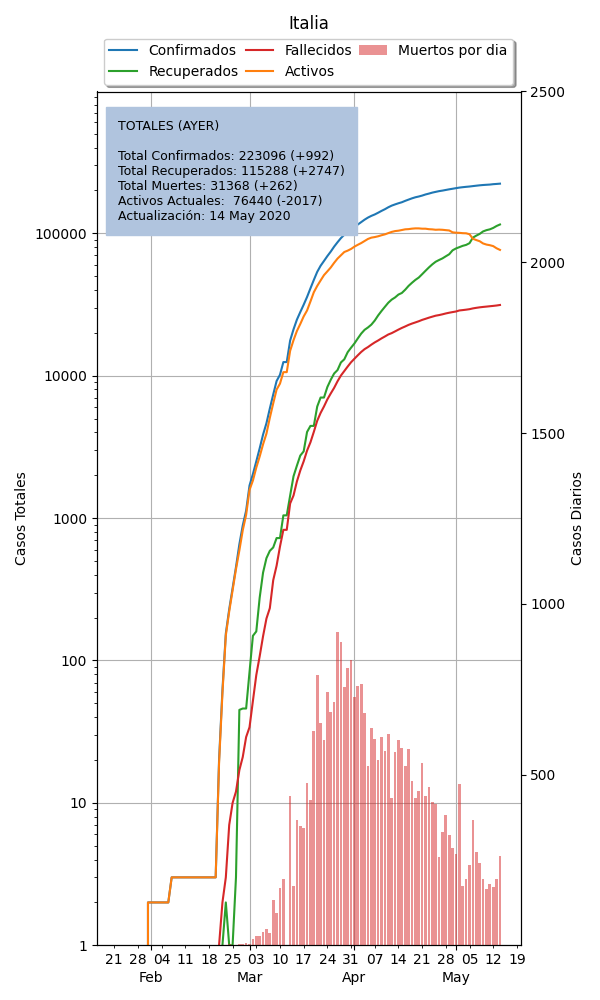 Italia
Confirmados
Fallecidos
Muertos por dia
Recuperados
Activos
TOTALES (AYER)
Total Confirmados: 223096 (+992)
Total Recuperados: 115288 (+2747)
Total Muertes: 31368 (+262)
Activos Actuales:  76440 (-2017)
Actualización: 14 May 2020
Casos Totales
100000
10000
1000
100
10
1
Casos Diarios
2500
2000
1500
1000
500
21 28 04 11 18 25 03 10 17 24 31 07 14 21 28 05 12 19
Feb Mar Apr May